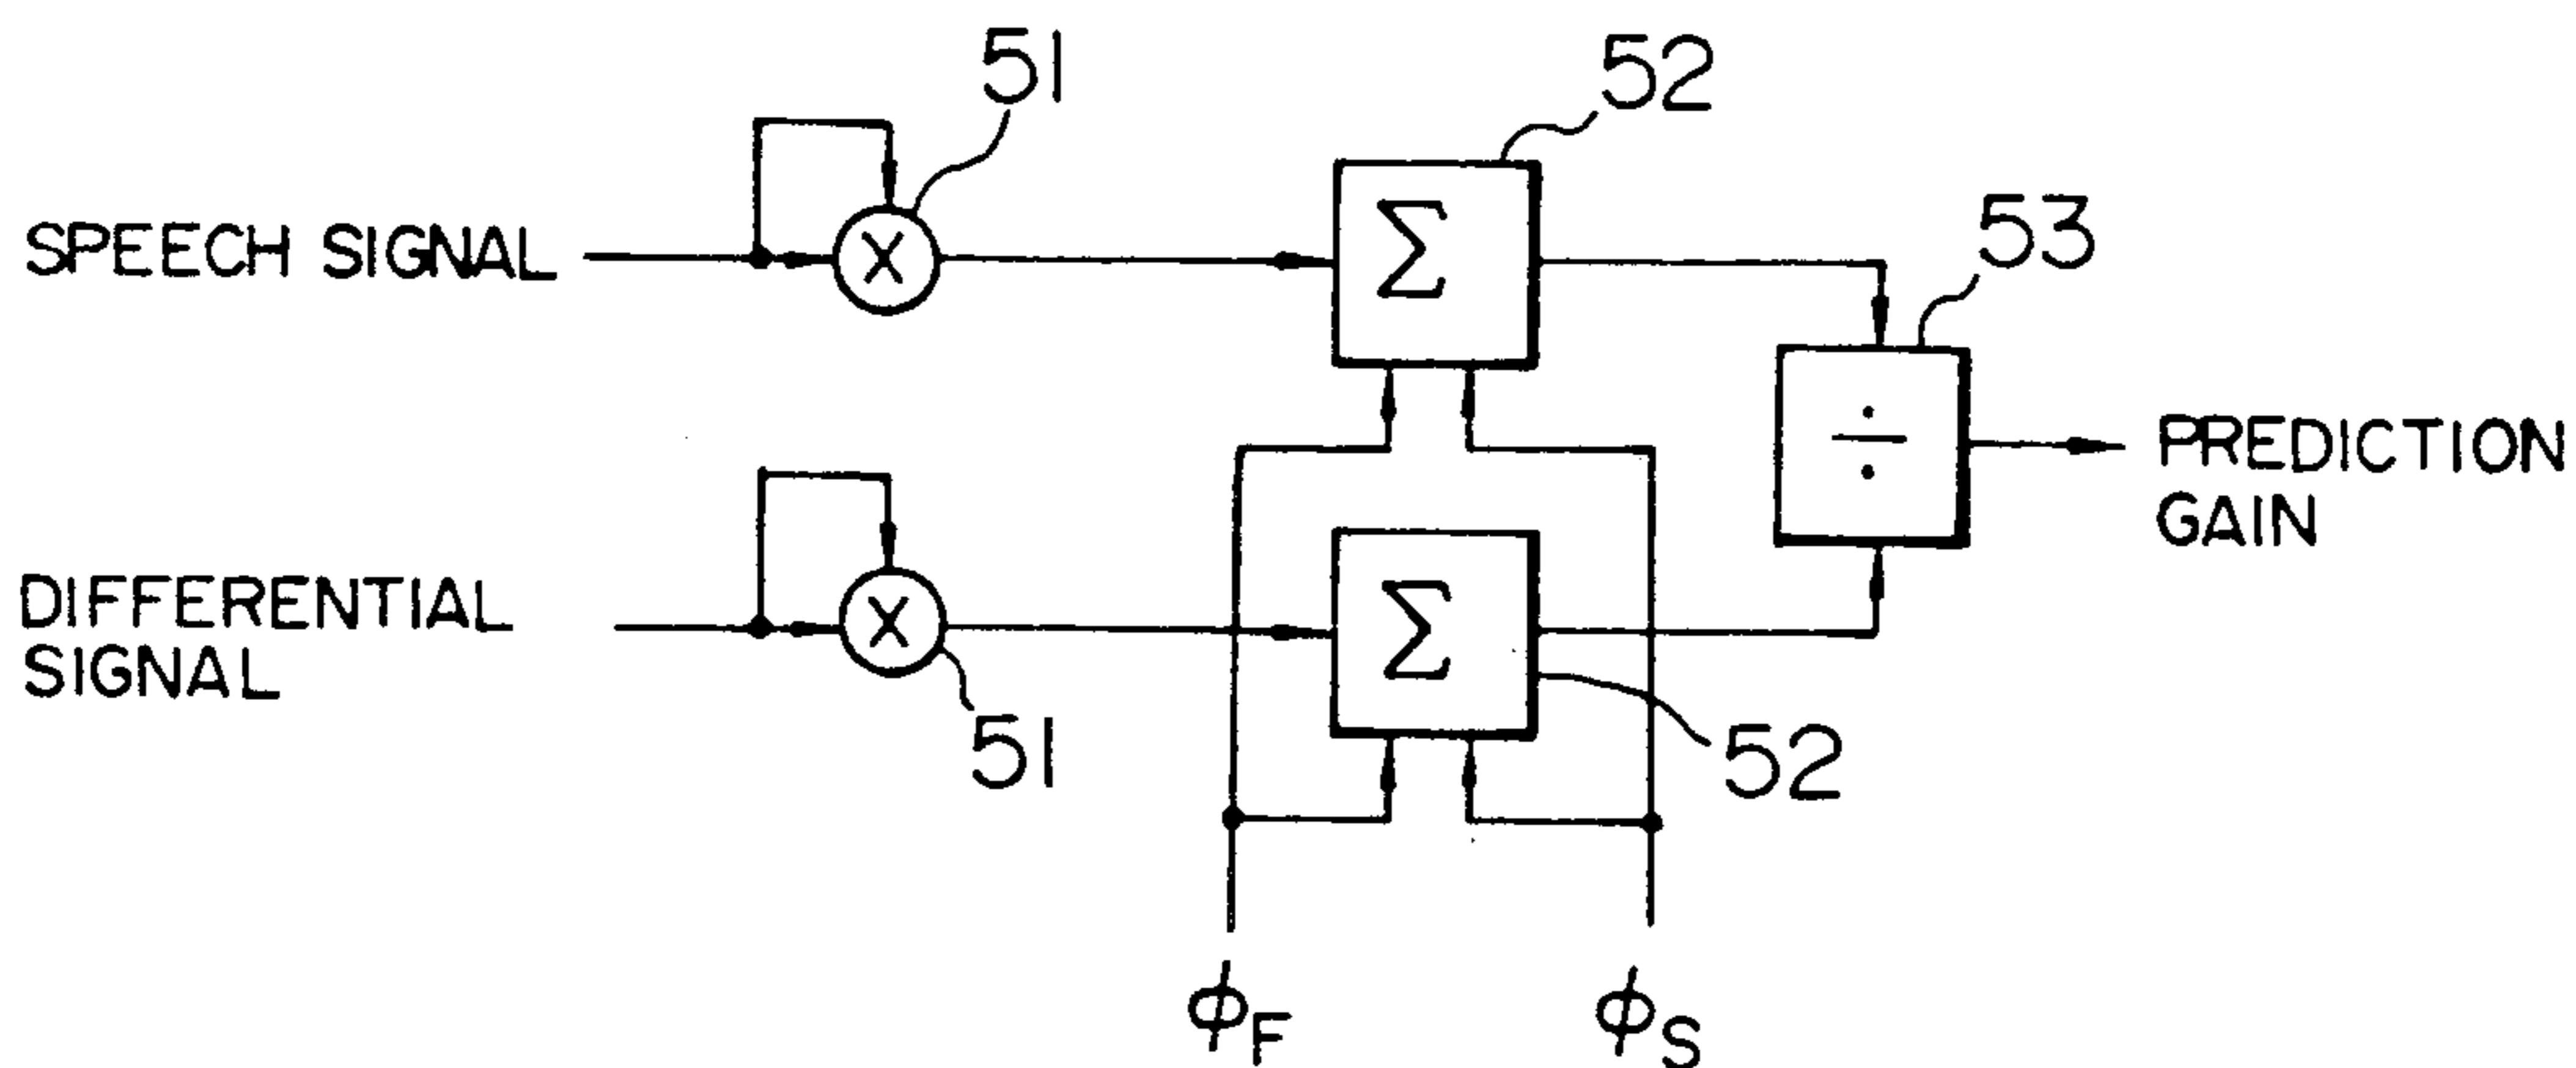 51
52
53
SPEECH SIGNAL
X
Σ
÷
PREDICTION
GAIN
DIFFERENTIAL
SIGNAL
X
Σ
51
52
ϕF
ϕS